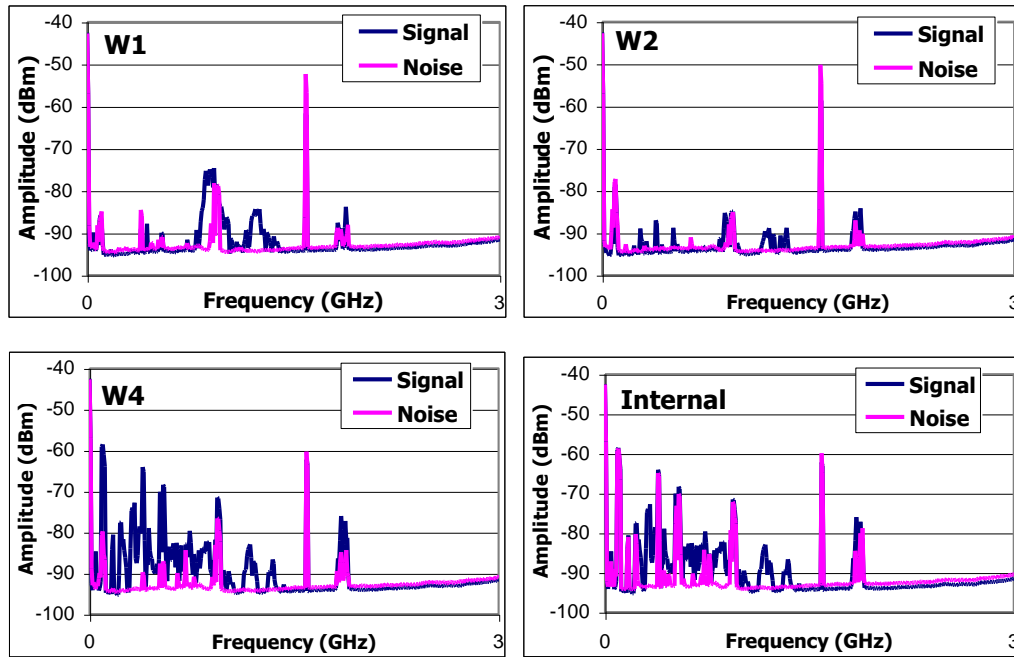 W1
Signal
Noise
Amplitude (dBm)
-40
-50
-60
-70
-80
-90
-100
0
Frequency (GHz)
3
W2
Signal
Noise
Amplitude (dBm)
-40
-50
-60
-70
-80
-90
-100
0
Frequency (GHz)
3
W4
Signal
Noise
Amplitude (dBm)
-40
-50
-60
-70
-80
-90
-100
0
Frequency (GHz)
3
Internal
Signal
Noise
Amplitude (dBm)
-40
-50
-60
-70
-80
-90
-100
0
Frequency (GHz)
3